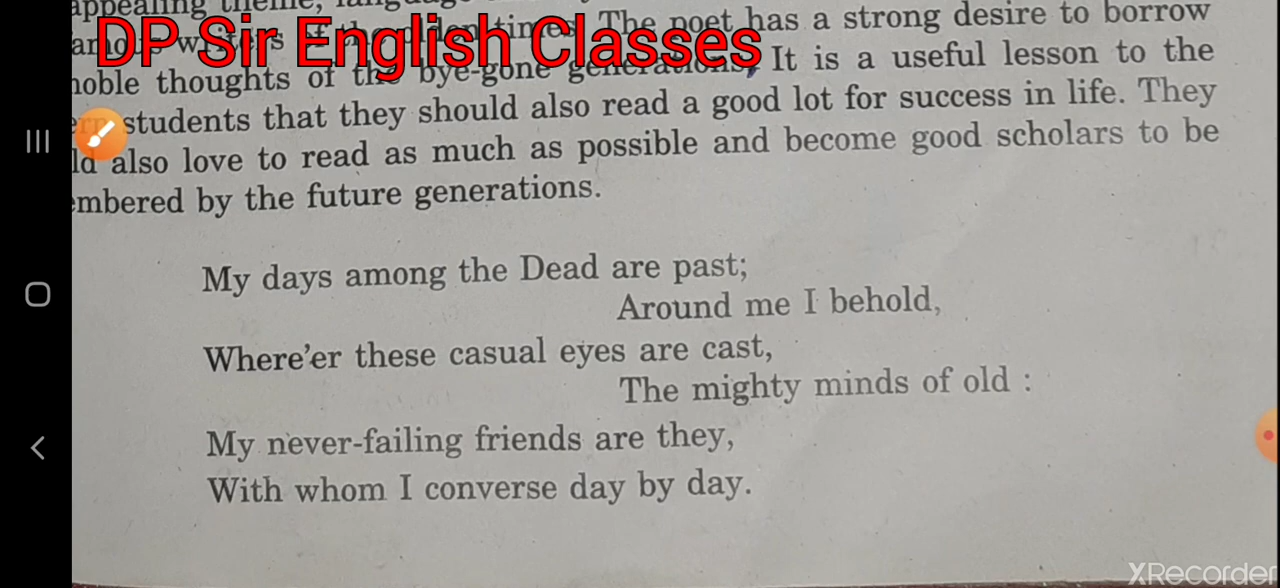 appealing theme,
DP Sir English Classes
The poet has a strong desire to borrow
noble thoughts of the bye-gone generations. It is a useful lesson to the
students that they should also read a good lot for success in life. They
also love to read as much as possible and become good scholars to be
embered by the future generations.
My days among the Dead are past;
Around me I behold,
Where'er these casual eyes are cast,
The mighty minds of old :
My never-failing friends are they,
With whom I converse day by day.
XRecorder